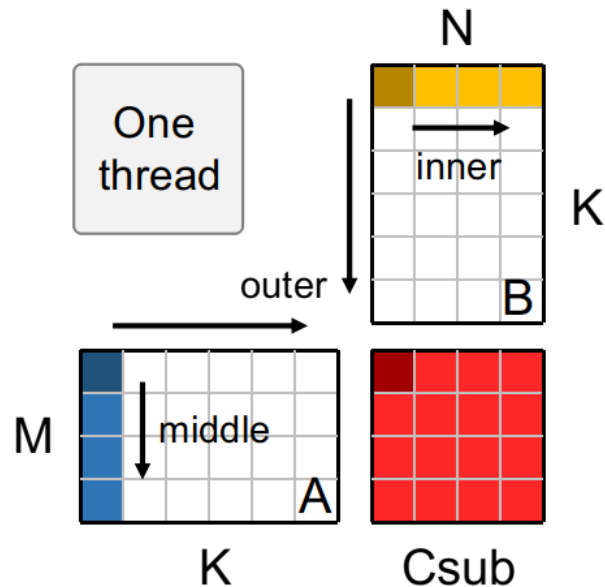 N
One
thread
inner
K
outer
B
M
middle
A
K
Csub